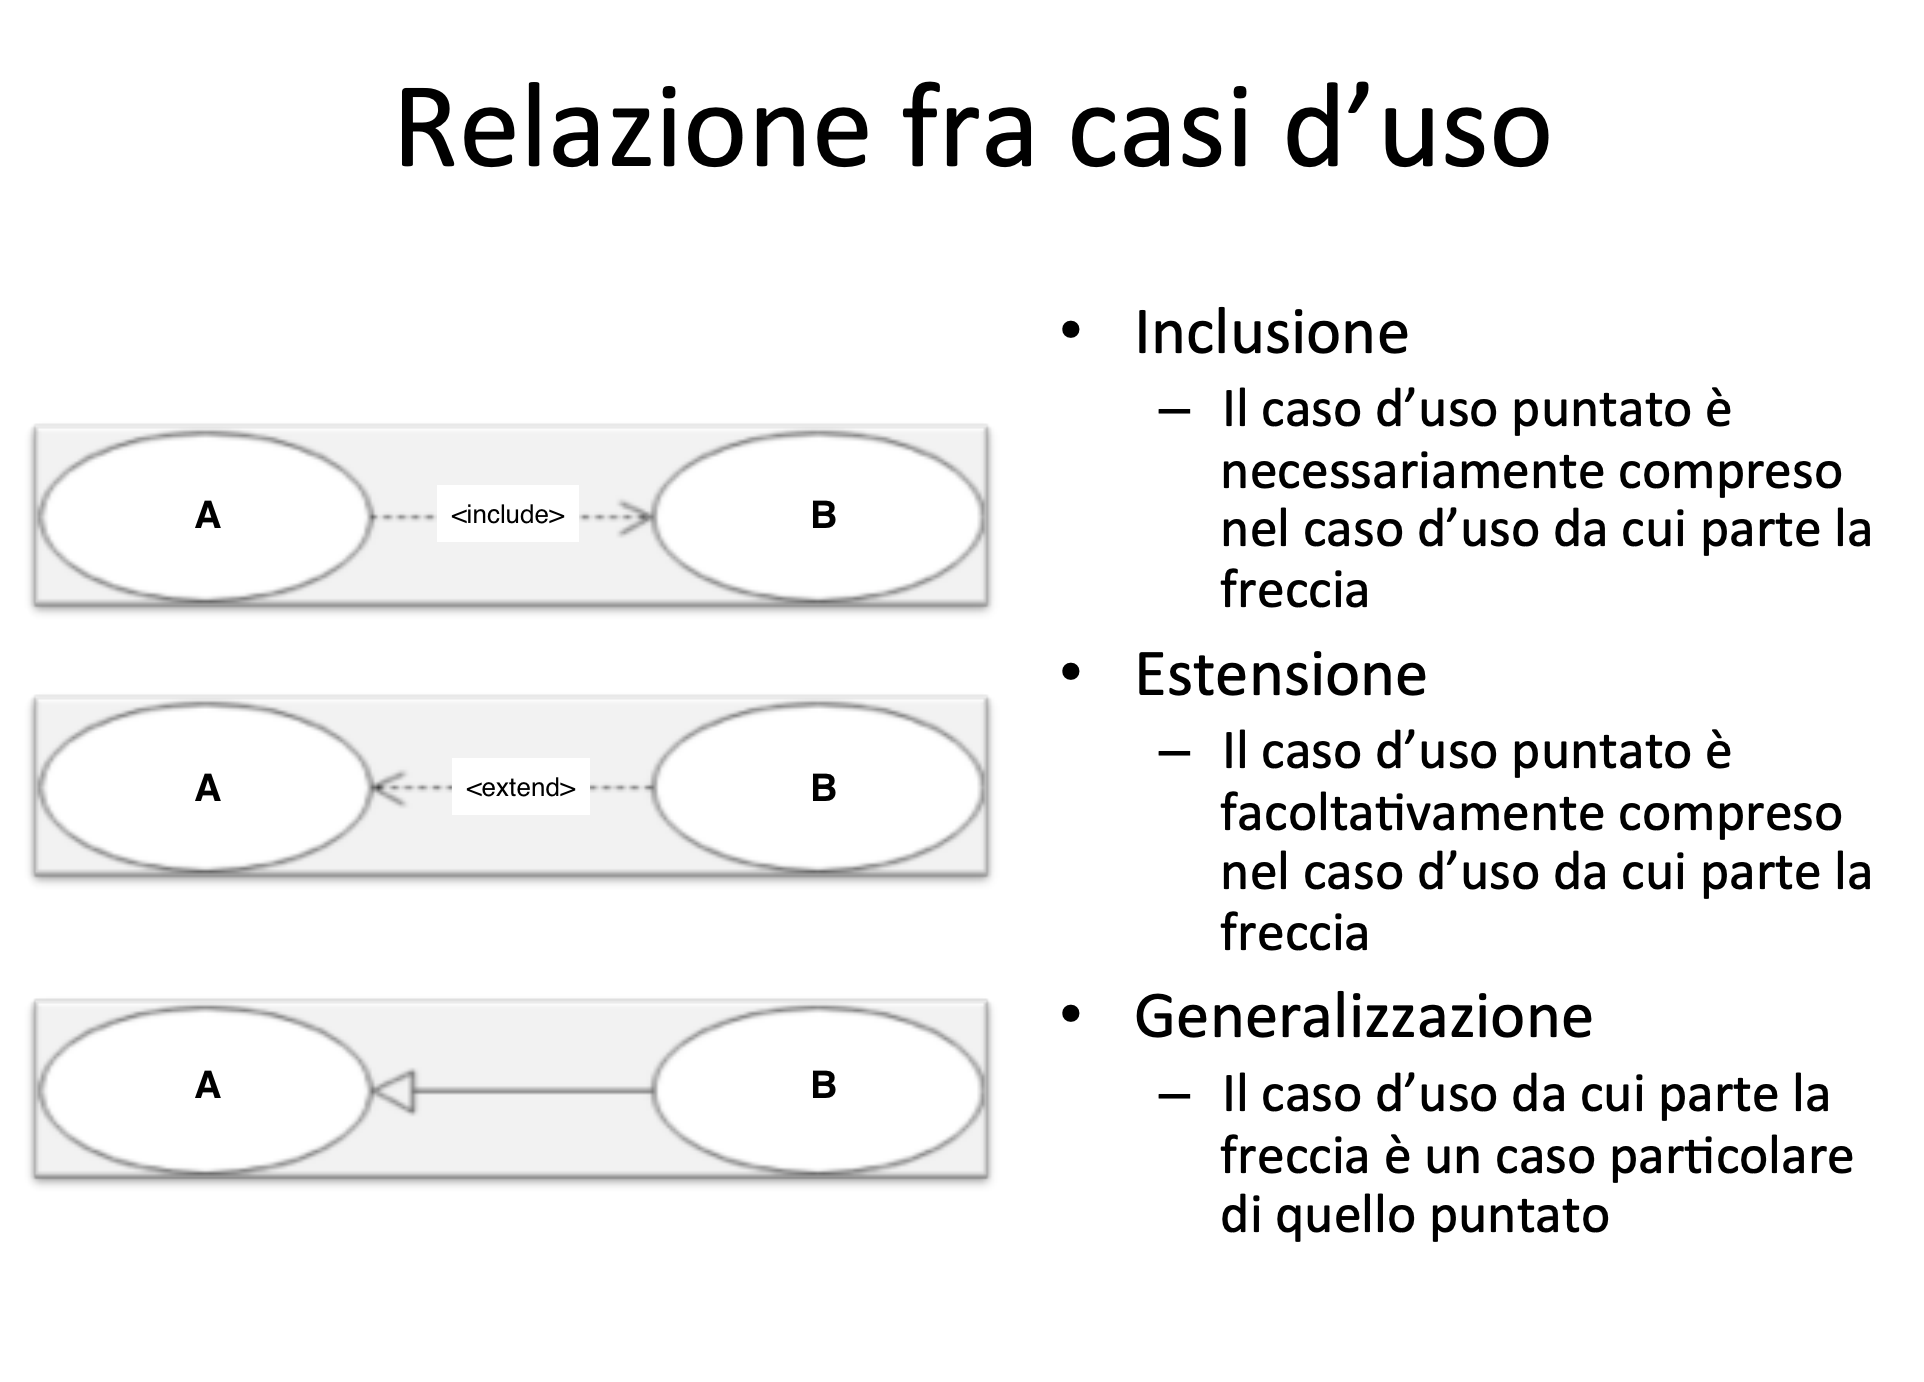 Relazione fra casi d’uso
A
<include>
B
A
<extend>
B
A
B
• Inclusione
– Il caso d’uso puntato è
necessariamente compreso
nel caso d’uso da cui parte la
freccia
• Estensione
– Il caso d’uso puntato è
facoltativamente compreso
nel caso d’uso da cui parte la
freccia
• Generalizzazione
– Il caso d’uso da cui parte la
freccia è un caso particolare
di quello puntato